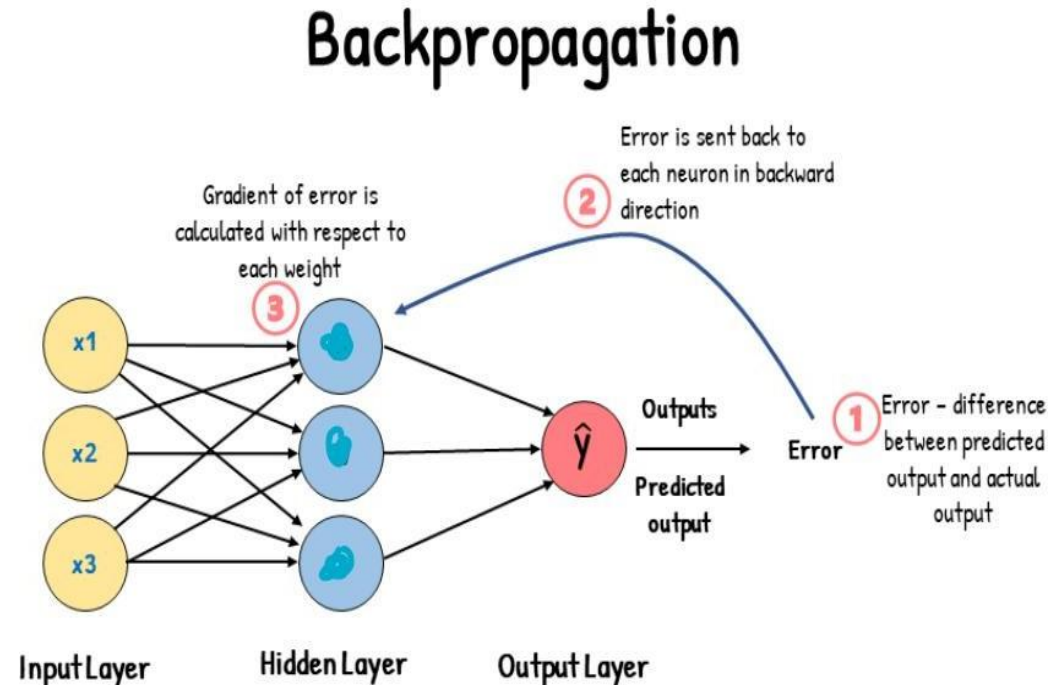 Backpropagation
Error is sent back to
each neuron in backward
direction
2
Gradient of error is
calculated with respect to
each weight
3
x1
x2
x3
ŷ
Outputs
Predicted
output
Error
1
Error - difference
between predicted
output and actual
output
Input Layer
Hidden Layer
Output Layer